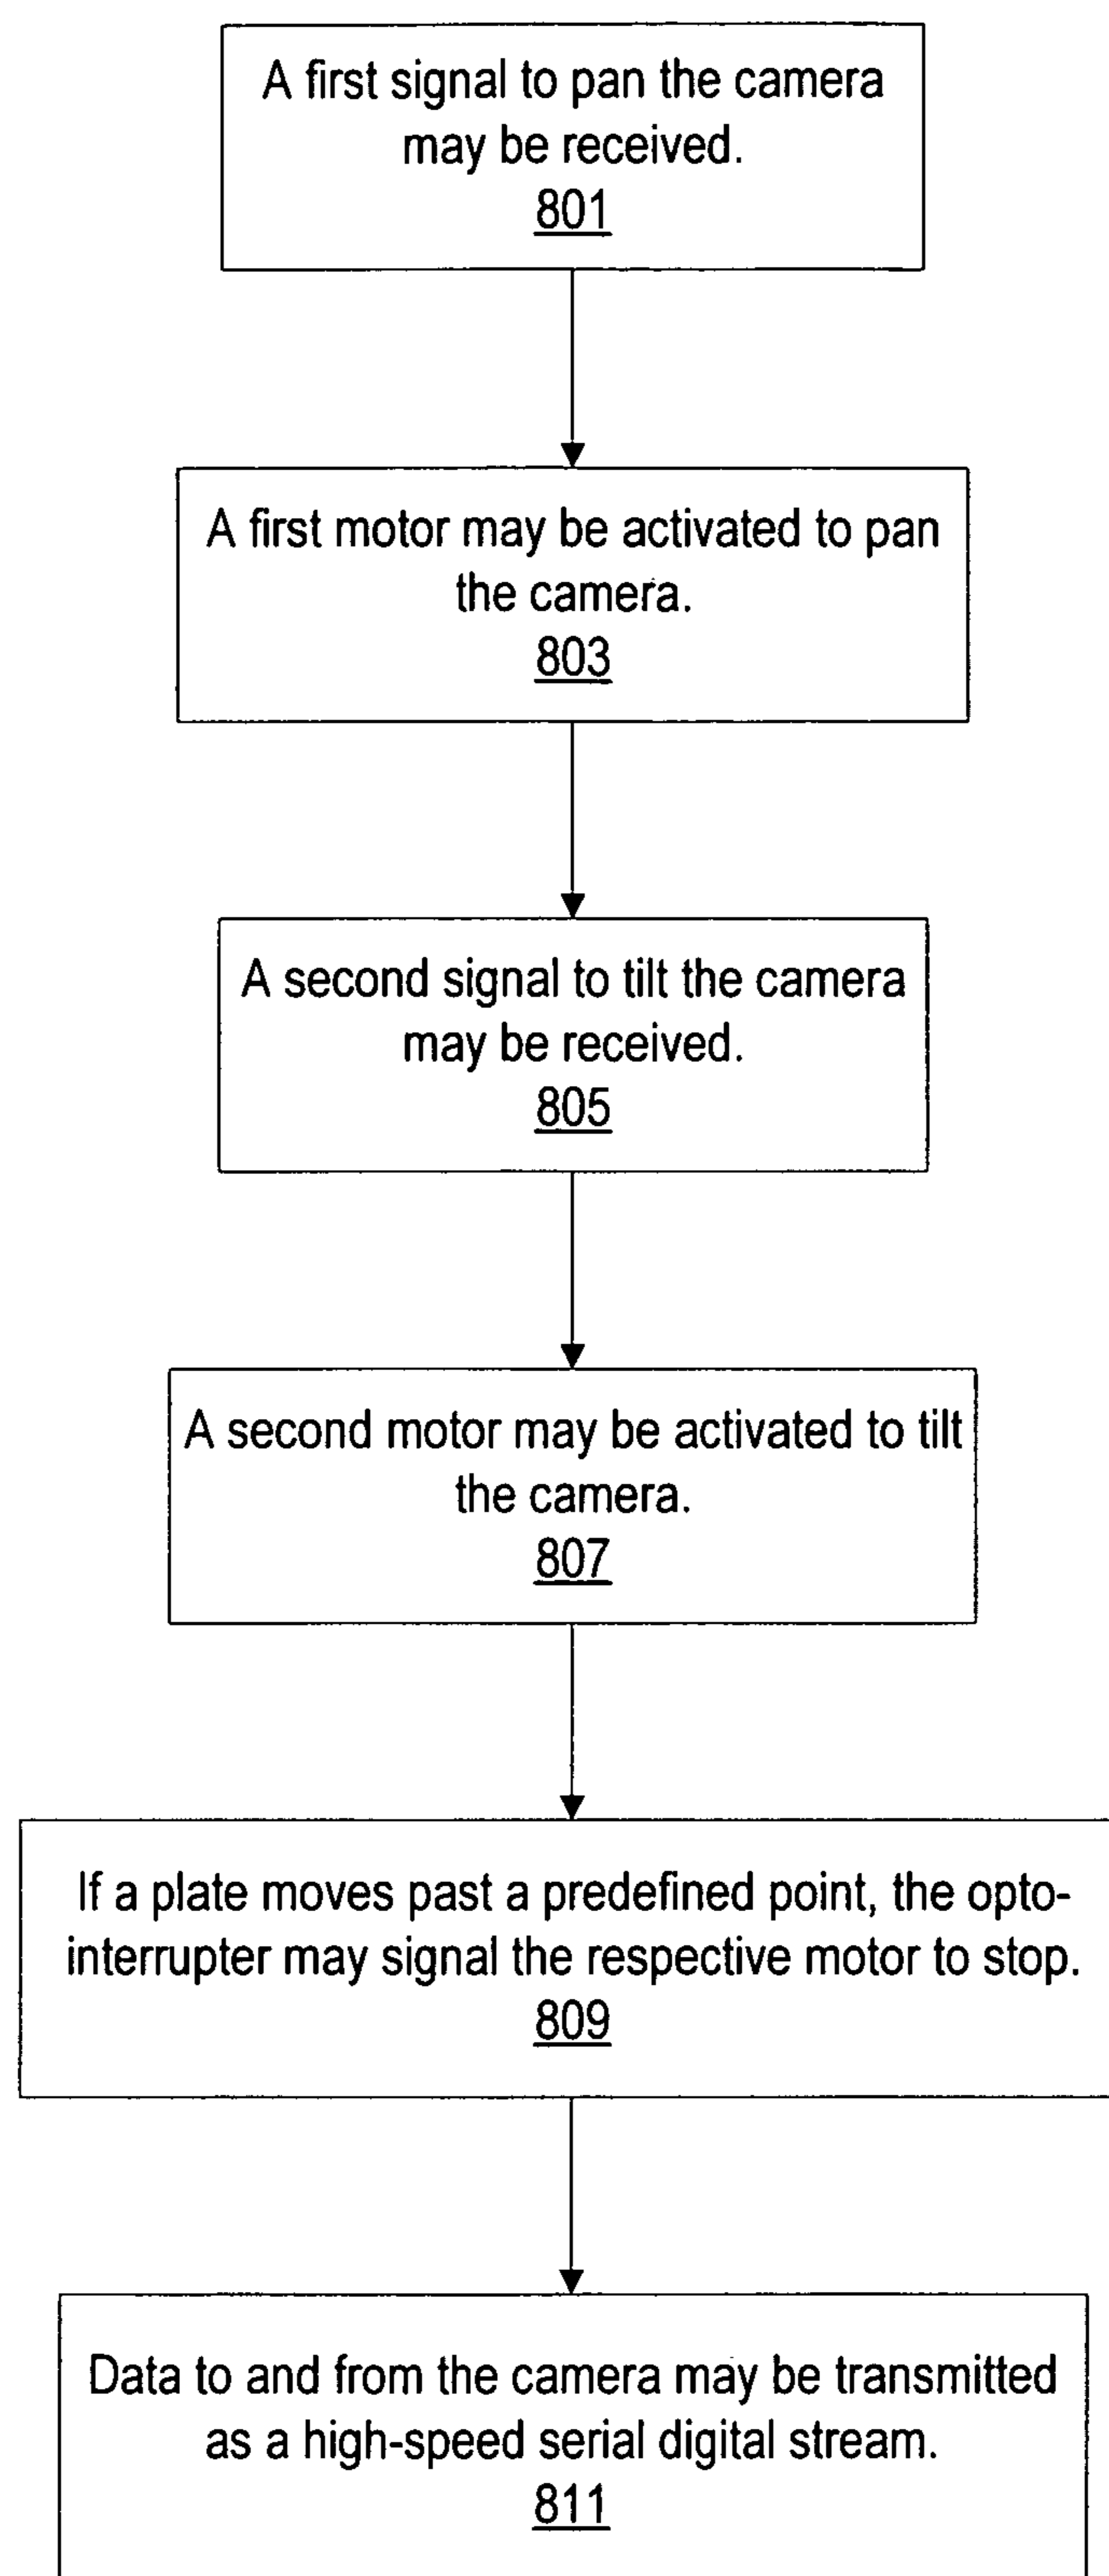 A first signal to pan the camera
may be received.
801
A first motor may be activated to pan
the camera.
803
A second signal to tilt the camera
may be received.
805
A second motor may be activated to tilt
the camera.
807
If a plate moves past a predefined point, the opto-
interrupter may signal the respective motor to stop.
809
Data to and from the camera may be transmitted
as a high-speed serial digital stream.
811